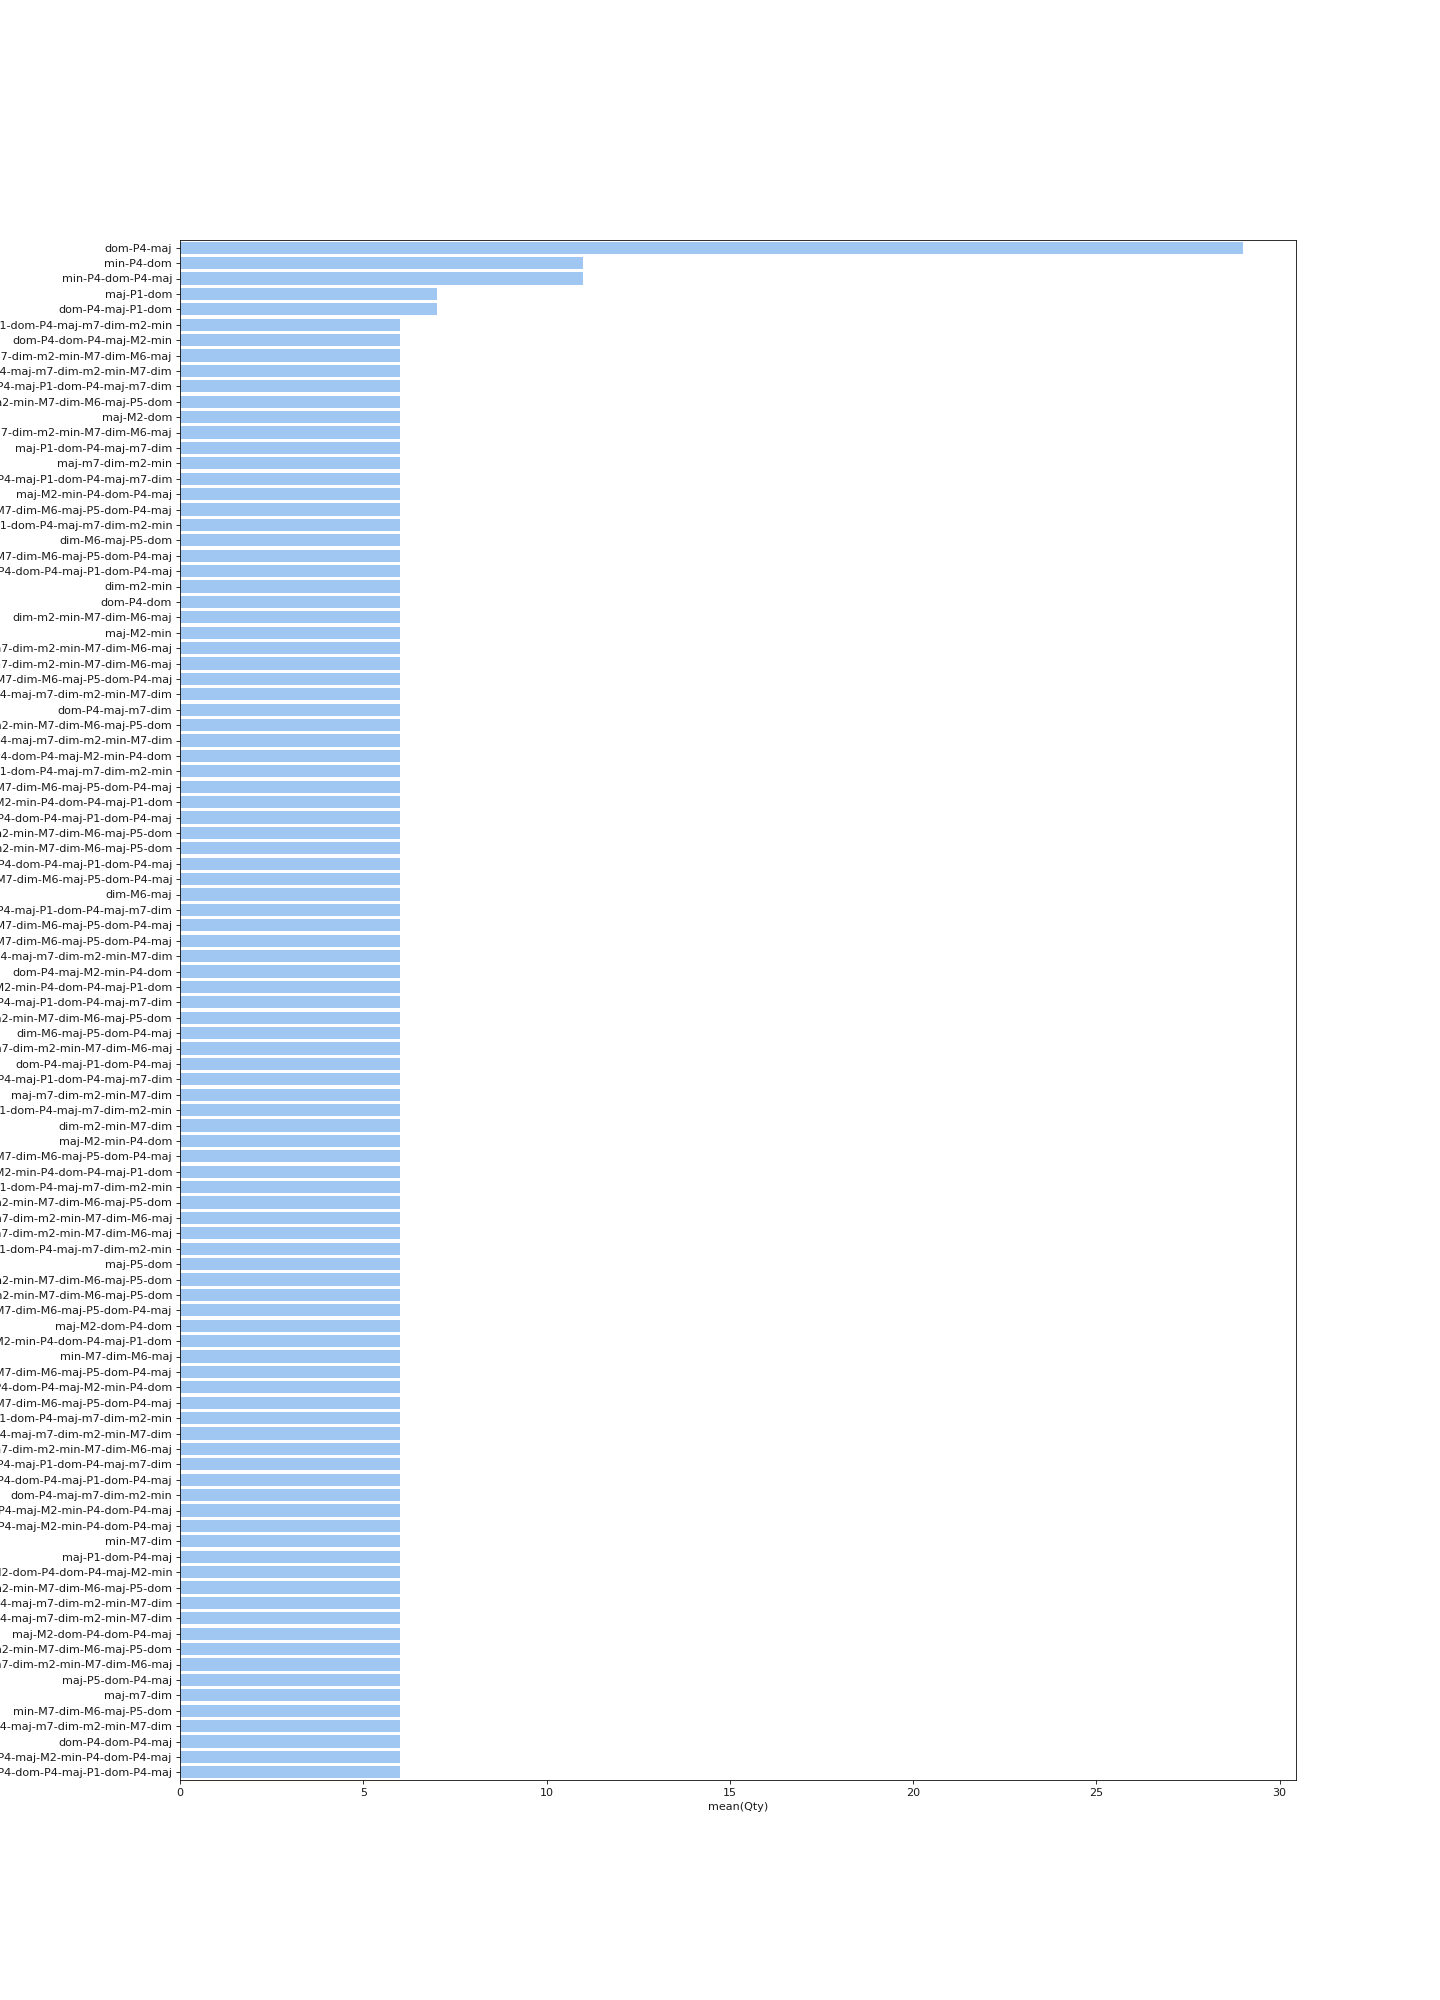 dom-P4-maj
min-P4-dom
min-P4-dom-P4-maj
maj-P1-dom
dom-P4-maj-P1-dom
1-dom-P4-maj-m7-dim-m2-min
dom-P4-dom-P4-maj-M2-min
7-dim-m2-min-M7-dim-M6-maj
4-maj-m7-dim-m2-min-M7-dim
P4-maj-P1-dom-P4-maj-m7-dim
m2-min-M7-dim-M6-maj-P5-dom
maj-M2-dom
7-dim-m2-min-M7-dim-M6-maj
maj-P1-dom-P4-maj-m7-dim
maj-m7-dim-m2-min
P4-maj-P1-dom-P4-maj-m7-dim
maj-M2-min-P4-dom-P4-maj
M7-dim-M6-maj-P5-dom-P4-maj
1-dom-P4-maj-m7-dim-m2-min
dim-M6-maj-P5-dom
M7-dim-M6-maj-P5-dom-P4-maj
P4-dom-P4-maj-P1-dom-P4-maj
dim-m2-min
dom-P4-dom
dim-m2-min-M7-dim-M6-maj
maj-M2-min
m7-dim-m2-min-M7-dim-M6-maj
7-dim-m2-min-M7-dim-M6-maj
M7-dim-M6-maj-P5-dom-P4-maj
4-maj-m7-dim-m2-min-M7-dim
dom-P4-maj-m7-dim
m2-min-M7-dim-M6-maj-P5-dom
4-maj-m7-dim-m2-min-M7-dim
P4-dom-P4-maj-M2-min-P4-dom
1-dom-P4-maj-m7-dim-m2-min
M7-dim-M6-maj-P5-dom-P4-maj
M2-min-P4-dom-P4-maj-P1-dom
P4-dom-P4-maj-P1-dom-P4-maj
m2-min-M7-dim-M6-maj-P5-dom
m2-min-M7-dim-M6-maj-P5-dom
P4-dom-P4-maj-P1-dom-P4-maj
M7-dim-M6-maj-P5-dom-P4-maj
dim-M6-maj
P4-maj-P1-dom-P4-maj-m7-dim
M7-dim-M6-maj-P5-dom-P4-maj
M7-dim-M6-maj-P5-dom-P4-maj
4-maj-m7-dim-m2-min-M7-dim
dom-P4-maj-M2-min-P4-dom
M2-min-P4-dom-P4-maj-P1-dom
P4-maj-P1-dom-P4-maj-m7-dim
m2-min-M7-dim-M6-maj-P5-dom
dim-M6-maj-P5-dom-P4-maj
m7-dim-m2-min-M7-dim-M6-maj
dom-P4-maj-P1-dom-P4-maj
P4-maj-P1-dom-P4-maj-m7-dim
maj-m7-dim-m2-min-M7-dim
1-dom-P4-maj-m7-dim-m2-min
dim-m2-min-M7-dim
maj-M2-min-P4-dom
M7-dim-M6-maj-P5-dom-P4-maj
M2-min-P4-dom-P4-maj-P1-dom
1-dom-P4-maj-m7-dim-m2-min
m2-min-M7-dim-M6-maj-P5-dom
m7-dim-m2-min-M7-dim-M6-maj
m7-dim-m2-min-M7-dim-M6-maj
1-dom-P4-maj-m7-dim-m2-min
maj-P5-dom
m2-min-M7-dim-M6-maj-P5-dom
m2-min-M7-dim-M6-maj-P5-dom
M7-dim-M6-maj-P5-dom-P4-maj
maj-M2-dom-P4-dom
M2-min-P4-dom-P4-maj-P1-dom
min-M7-dim-M6-maj
M7-dim-M6-maj-P5-dom-P4-maj
P4-dom-P4-maj-M2-min-P4-dom
M7-dim-M6-maj-P5-dom-P4-maj
1-dom-P4-maj-m7-dim-m2-min
4-maj-m7-dim-m2-min-M7-dim
7-dim-m2-min-M7-dim-M6-maj
P4-maj-P1-dom-P4-maj-m7-dim
P4-dom-P4-maj-P1-dom-P4-maj
dom-P4-maj-m7-dim-m2-min
P4-maj-M2-min-P4-dom-P4-maj
P4-maj-M2-min-P4-dom-P4-maj
min-M7-dim
maj-P1-dom-P4-maj
M2-dom-P4-dom-P4-maj-M2-min
m2-min-M7-dim-M6-maj-P5-dom
4-maj-m7-dim-m2-min-M7-dim
4-maj-m7-dim-m2-min-M7-dim
maj-M2-dom-P4-dom-P4-maj
m2-min-M7-dim-M6-maj-P5-dom
m7-dim-m2-min-M7-dim-M6-maj
maj-P5-dom-P4-maj
maj-m7-dim
min-M7-dim-M6-maj-P5-dom
4-maj-m7-dim-m2-min-M7-dim
dom-P4-dom-P4-maj
P4-maj-M2-min-P4-dom-P4-maj
P4-dom-P4-maj-P1-dom-P4-maj
0 5 10 15 20 25 30
mean(Qty)